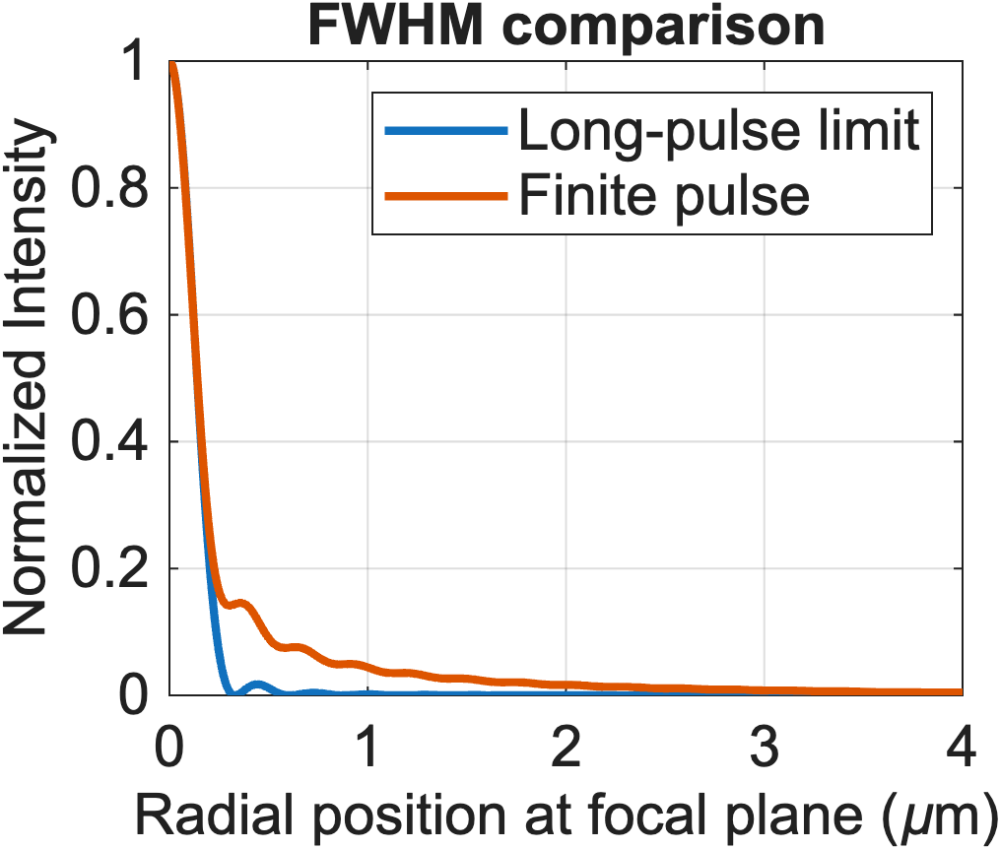 FWHM comparison
Normalized Intensity
1
0.8
0.6
0.4
0.2
0
Long-pulse limit
Finite pulse
0 1 2 3 4
Radial position at focal plane (μm)